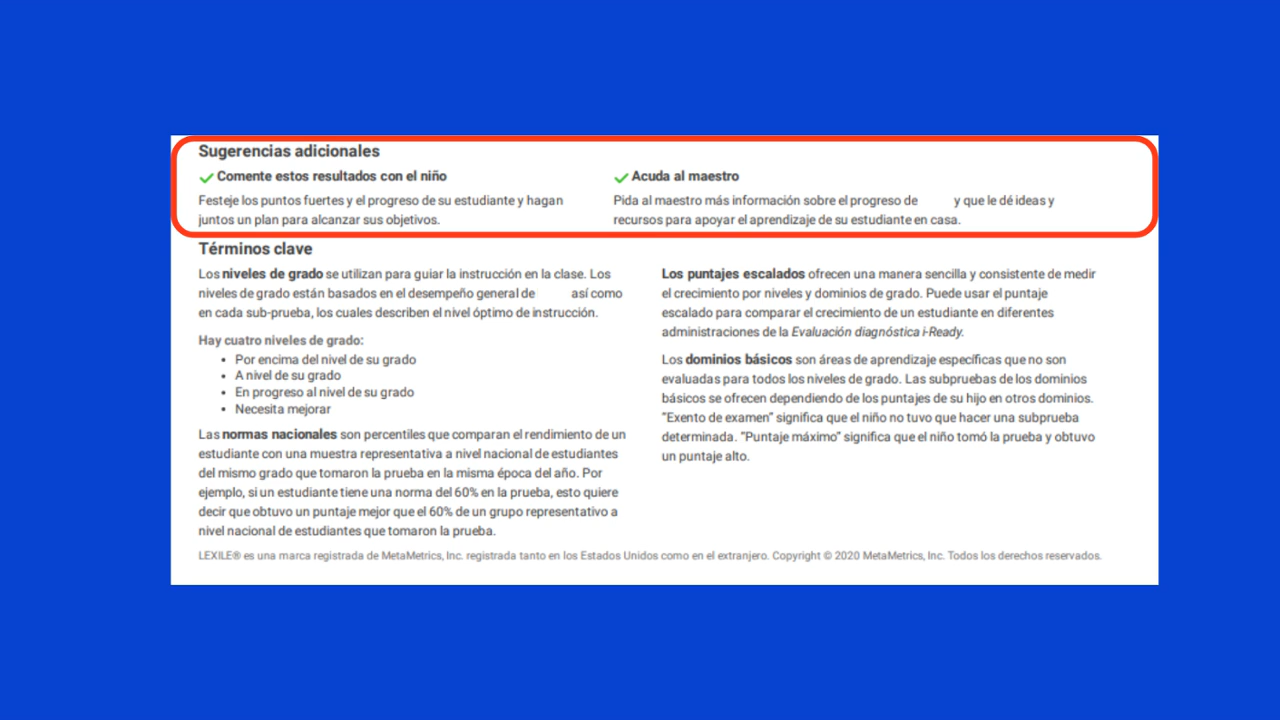 Sugerencias adicionales
Comente estos resultados con el niño
Festeje los puntos fuertes y el progreso de su estudiante y hagan
juntos un plan para alcanzar sus objetivos.
Acuda al maestro
Pida al maestro más información sobre el progreso de y que le dé ideas y
recursos para apoyar el aprendizaje de su estudiante en casa.
Términos clave
Los niveles de grado se utilizan para guiar la instrucción en la clase. Los
niveles de grado están basados en el desempeño general de así como
en cada sub-prueba, los cuales describen el nivel óptimo de instrucción.
Hay cuatro niveles de grado:
• Por encima del nivel de su grado
• A nivel de su grado
• En progreso al nivel de su grado
• Necesita mejorar
Las normas nacionales son percentiles que comparan el rendimiento de un
estudiante con una muestra representativa a nivel nacional de estudiantes
del mismo grado que tomaron la prueba en la misma época del año. Por
ejemplo, si un estudiante tiene una norma del 60% en la prueba, esto quiere
decir que obtuvo un puntaje mejor que el 60% de un grupo representativo a
nivel nacional de estudiantes que tomaron la prueba.
Los puntajes escalados ofrecen una manera sencilla y consistente de medir
el crecimiento por niveles y dominios de grado. Puede usar el puntaje
escalado para comparar el crecimiento de un estudiante en diferentes
administraciones de la Evaluación diagnóstica i-Ready.
Los dominios básicos son áreas de aprendizaje específicas que no son
evaluadas para todos los niveles de grado. Las subpruebas de los dominios
básicos se ofrecen dependiendo de los puntajes de su hijo en otros dominios.
"Exento de examen" significa que el niño no tuvo que hacer una subprueba
determinada. "Puntaje máximo" significa que el niño tomó la prueba y obtuvo
un puntaje alto.
LEXILE® es una marca registrada de MetaMetrics, Inc. registrada tanto en los Estados Unidos como en el extranjero. Copyright © 2020 MetaMetrics, Inc. Todos los derechos reservados.